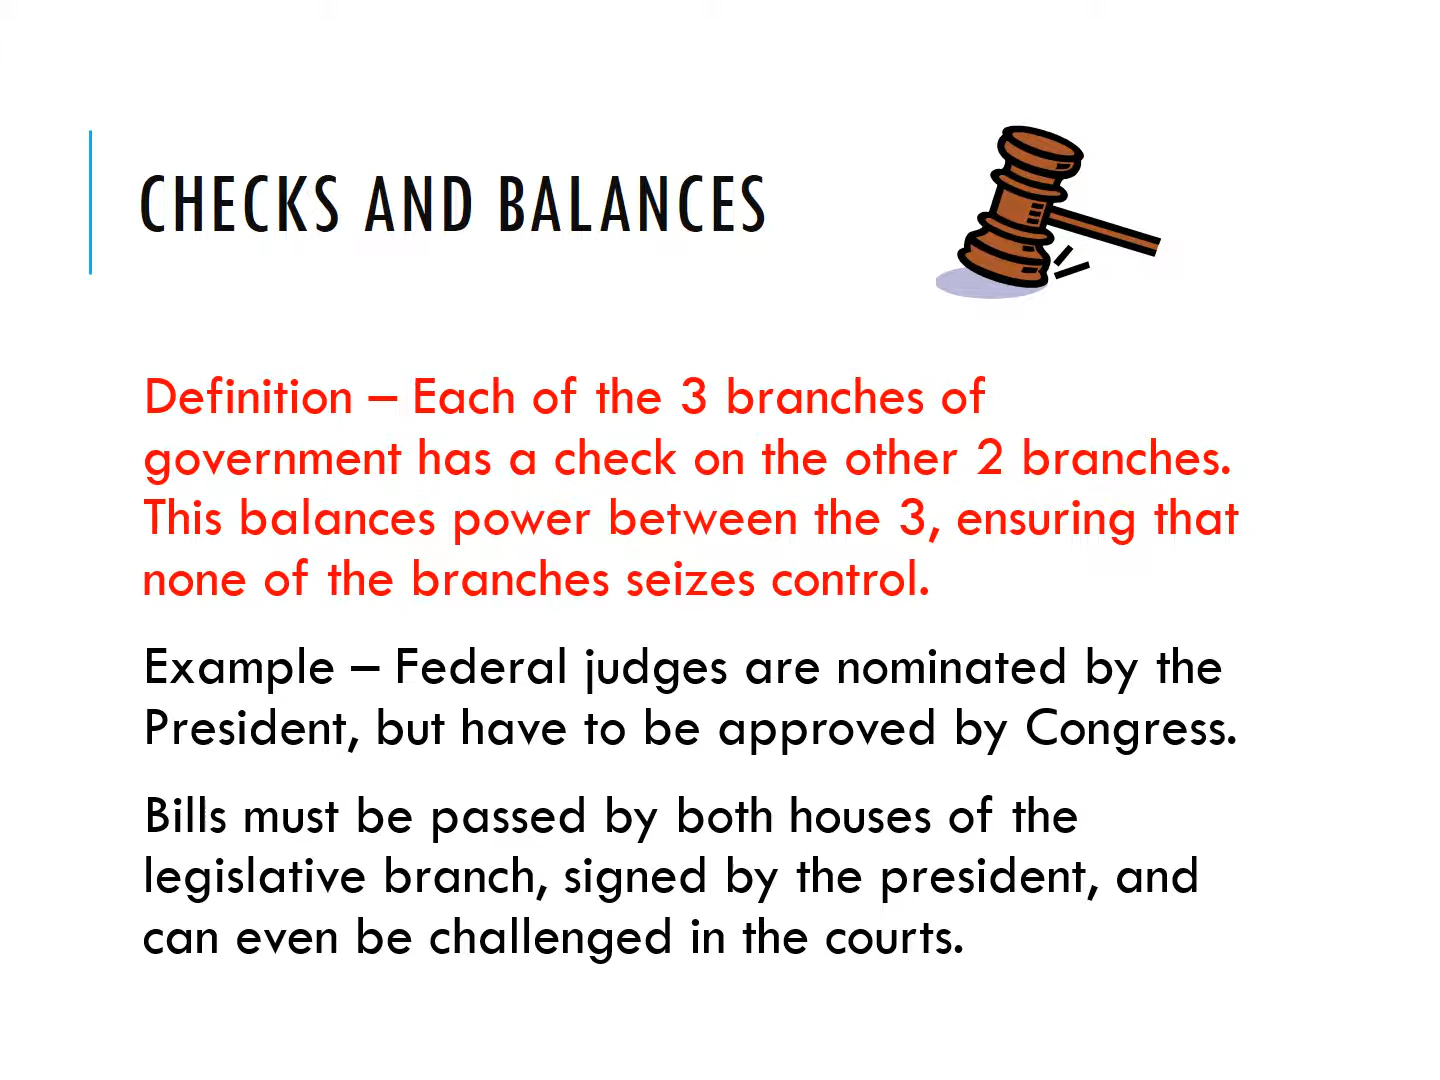 CHECKS AND BALANCES
Definition – Each of the 3 branches of
government has a check on the other 2 branches.
This balances power between the 3, ensuring that
none of the branches seizes control.
Example – Federal judges are nominated by the
President, but have to be approved by Congress.
Bills must be passed by both houses of the
legislative branch, signed by the president, and
can even be challenged in the courts.